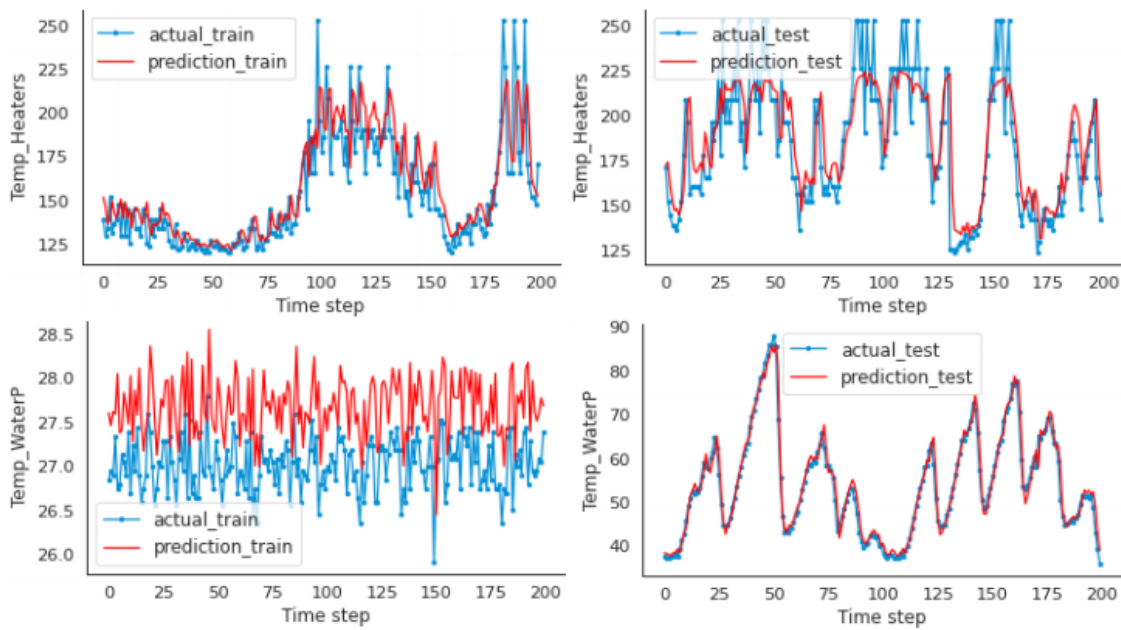 250
225
200
175
150
125
Temp_Heaters
actual_train
prediction_train
0 25 50 75 100 125 150 175 200
Time step
250
225
200
175
150
125
Temp_Heaters
actual_test
prediction_test
0 25 50 75 100 125 150 175 200
Time step
28.5
28.0
27.5
27.0
26.5
26.0
Temp_WaterP
actual_train
prediction_train
0 25 50 75 100 125 150 175 200
Time step
90
80
70
60
50
40
Temp_WaterP
actual_test
prediction_test
0 25 50 75 100 125 150 175 200
Time step